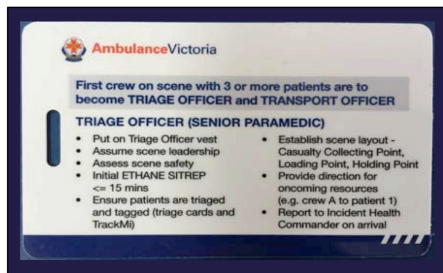 AmbulanceVictoria
First crew on scene with 3 or more patients are to
become TRIAGE OFFICER and TRANSPORT OFFICER
TRIAGE OFFICER (SENIOR PARAMEDIC)
• Put on Triage Officer vest
• Assume scene leadership
• Assess scene safety
• Initial ETHANE SITREP
<= 15 mins
• Ensure patients are triaged
and tagged (triage cards and
TrackMi)
• Establish scene layout -
Casualty Collecting Point,
Loading Point, Holding Point
• Provide direction for
oncoming resources
(e.g. crew A to patient 1)
• Report to Incident Health
Commander on arrival